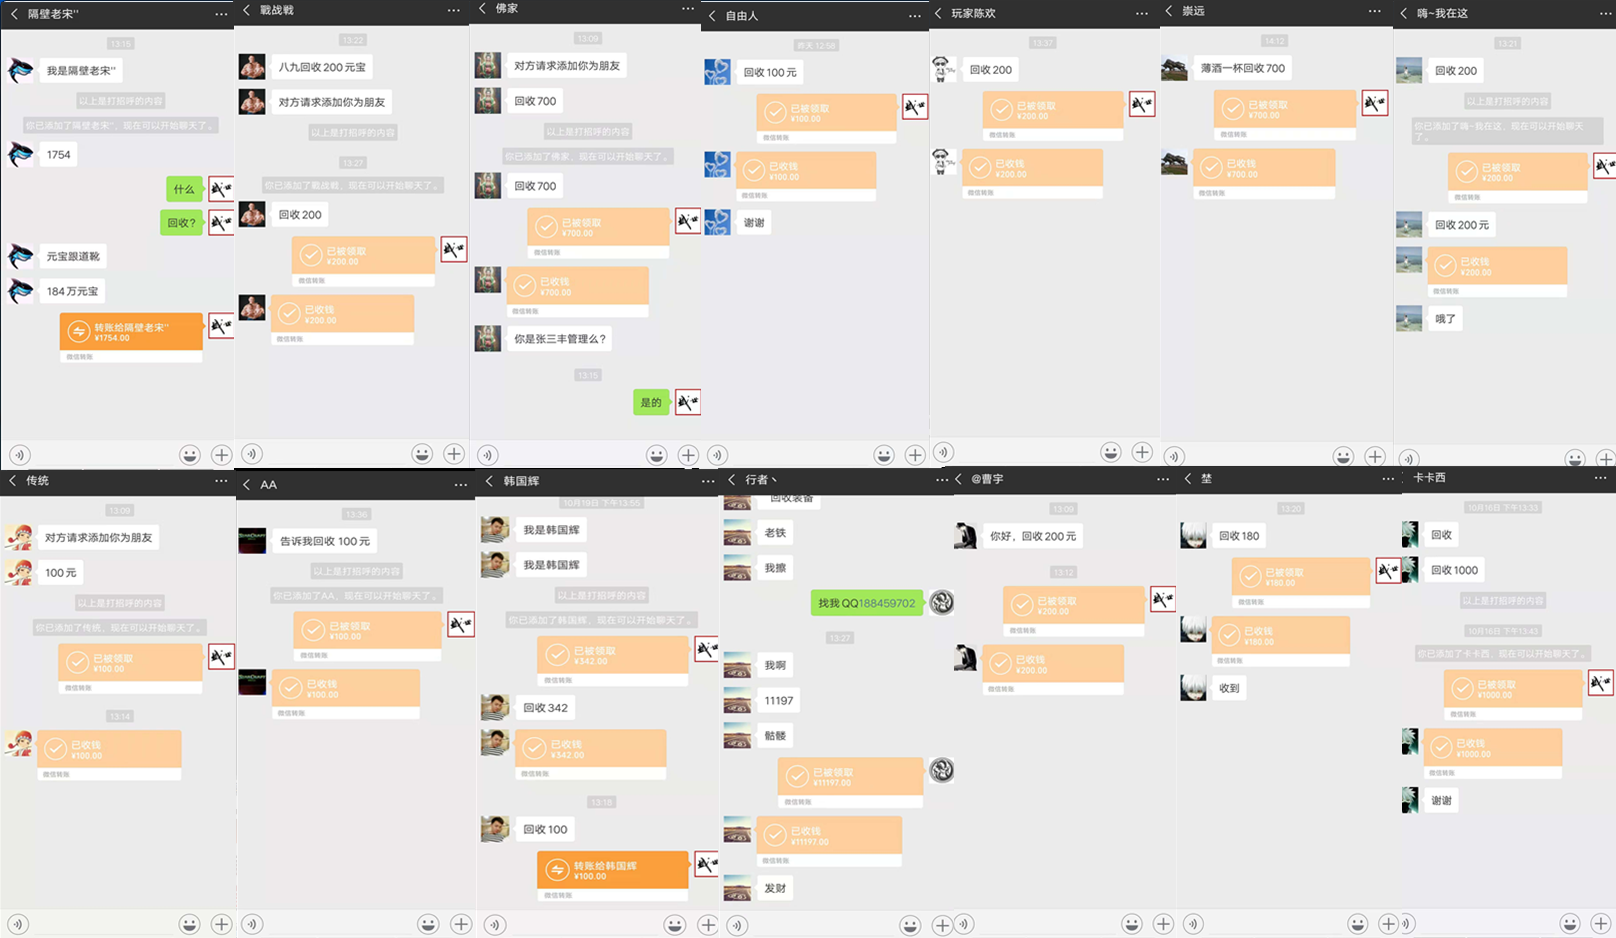 隔壁老宋"
13:15
我是隔壁老宋"
以上是打招呼的内容
你已添加了隔壁老宋"，现在可以开始聊天了。
1754
什么
回收？
元宝跟道靴
184万元宝
转账给隔壁老宋"
¥1754.00
微信转账
戰战戦
13:22
八九回收200元宝
对方请求添加你为朋友
以上是打招呼的内容
13:27
你已添加了戰战戦，现在可以开始聊天了。
回收200
已被领取
¥200.00
微信转账
已收钱
¥200.00
微信转账
佛家
13:09
对方请求添加你为朋友
回收700
以上是打招呼的内容
你已添加了佛家，现在可以开始聊天了。
回收700
已被领取
¥700.00
微信转账
已收钱
¥700.00
微信转账
你是张三丰管理么？
13:15
是的
自由人
昨天 12:58
回收100元
已被领取
¥100.00
微信转账
已收钱
¥100.00
微信转账
谢谢
玩家陈欢
13:37
回收200
已被领取
¥200.00
微信转账
已收钱
¥200.00
微信转账
崇远
14:12
薄酒一杯回收700
已被领取
¥700.00
微信转账
已收钱
¥700.00
微信转账
嗨~我在这
13:21
回收200
以上是打招呼的内容
你已添加了嗨~我在这，现在可以开始聊天
了。
已被领取
¥200.00
微信转账
回收200元
已收钱
¥200.00
微信转账
哦了
传统
13:09
对方请求添加你为朋友
100元
以上是打招呼的内容
你已添加了传统，现在可以开始聊天了。
已被领取
¥100.00
微信转账
13:14
已收钱
¥100.00
微信转账
AA
13:36
告诉我回收100元
以上是打招呼的内容
你已添加了AA，现在可以开始聊天了。
已被领取
¥100.00
微信转账
已收钱
¥100.00
微信转账
韩国辉
10月19日 下午13:55
我是韩国辉
我是韩国辉
以上是打招呼的内容
你已添加了韩国辉，现在可以开始聊天了。
已被领取
¥342.00
微信转账
回收342
已收钱
¥342.00
微信转账
13:18
回收100
转账给韩国辉
¥100.00
微信转账
行者丶
回收装备
老铁
我擦
找我QQ188459702
13:27
我啊
11197
骷髅
已被领取
¥11197.00
微信转账
已收钱
¥11197.00
微信转账
发财
@曹宇
13:09
你好，回收200元
13:12
已被领取
¥200.00
微信转账
已收钱
¥200.00
微信转账
埜
13:20
回收180
已被领取
¥180.00
微信转账
已收钱
¥180.00
微信转账
收到
卡卡西
10月16日 下午13:33
回收
回收1000
以上是打招呼的内容
10月16日 下午13:43
你已添加了卡卡西，现在可以开始聊天了。
已被领取
¥1000.00
微信转账
已收钱
¥1000.00
微信转账
谢谢